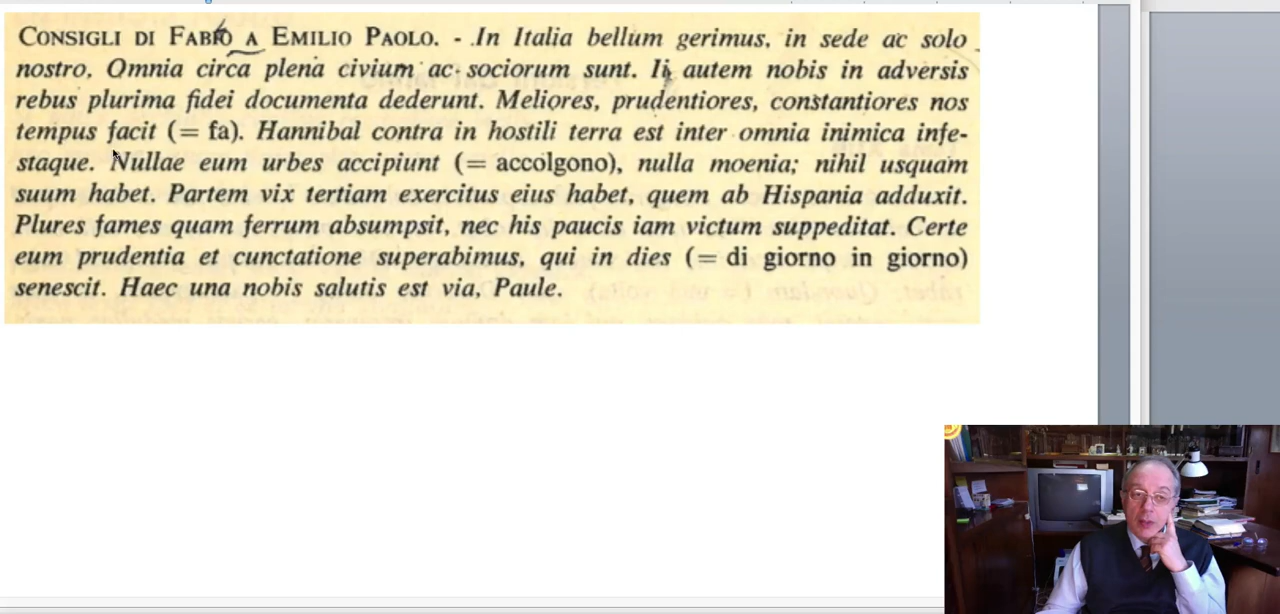 CONSIGLI DI FABIO A EMILIO PAOLO. - In Italia bellum gerimus, in sede ac solo
nostro. Omnia circa plena civium ac sociorum sunt. Ii autem nobis in adversis
rebus plurima fidei documenta dederunt. Meliores, prudentiores, constantiores nos
tempus facit (= fa). Hannibal contra in hostili terra est inter omnia inimica infe-
staque. Nullae eum urbes accipiunt (= accolgono), nulla moenia; nihil usquam
suum habet. Partem vix tertiam exercitus eius habet, quem ab Hispania adduxit.
Plures fames quam ferrum absumpsit, nec his paucis iam victum suppeditat. Certe
eum prudentia et cunctatione superabimus, qui in dies (= di giorno in giorno)
senescit. Haec una nobis salutis est via, Paule.